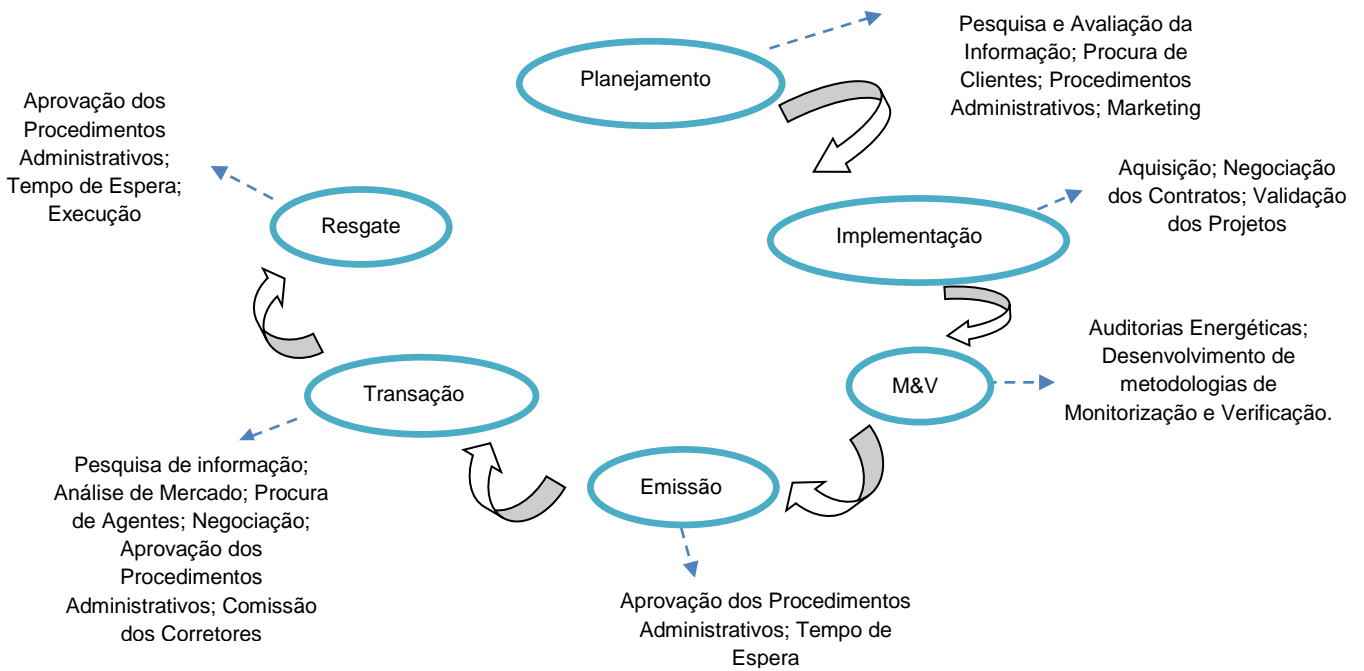 Planejamento
Pesquisa e Avaliação da
Informação; Procura de
Clientes; Procedimentos
Administrativos; Marketing
Implementação
Aquisição; Negociação
dos Contratos; Validação
dos Projetos
M&V
Auditorias Energéticas;
Desenvolvimento de
metodologias de
Monitorização e Verificação.
Emissão
Aprovação dos Procedimentos
Administrativos; Tempo de
Espera
Transação
Pesquisa de informação;
Análise de Mercado; Procura
de Agentes; Negociação;
Aprovação dos
Procedimentos
Administrativos; Comissão
dos Corretores
Resgate
Aprovação dos
Procedimentos
Administrativos;
Tempo de Espera;
Execução